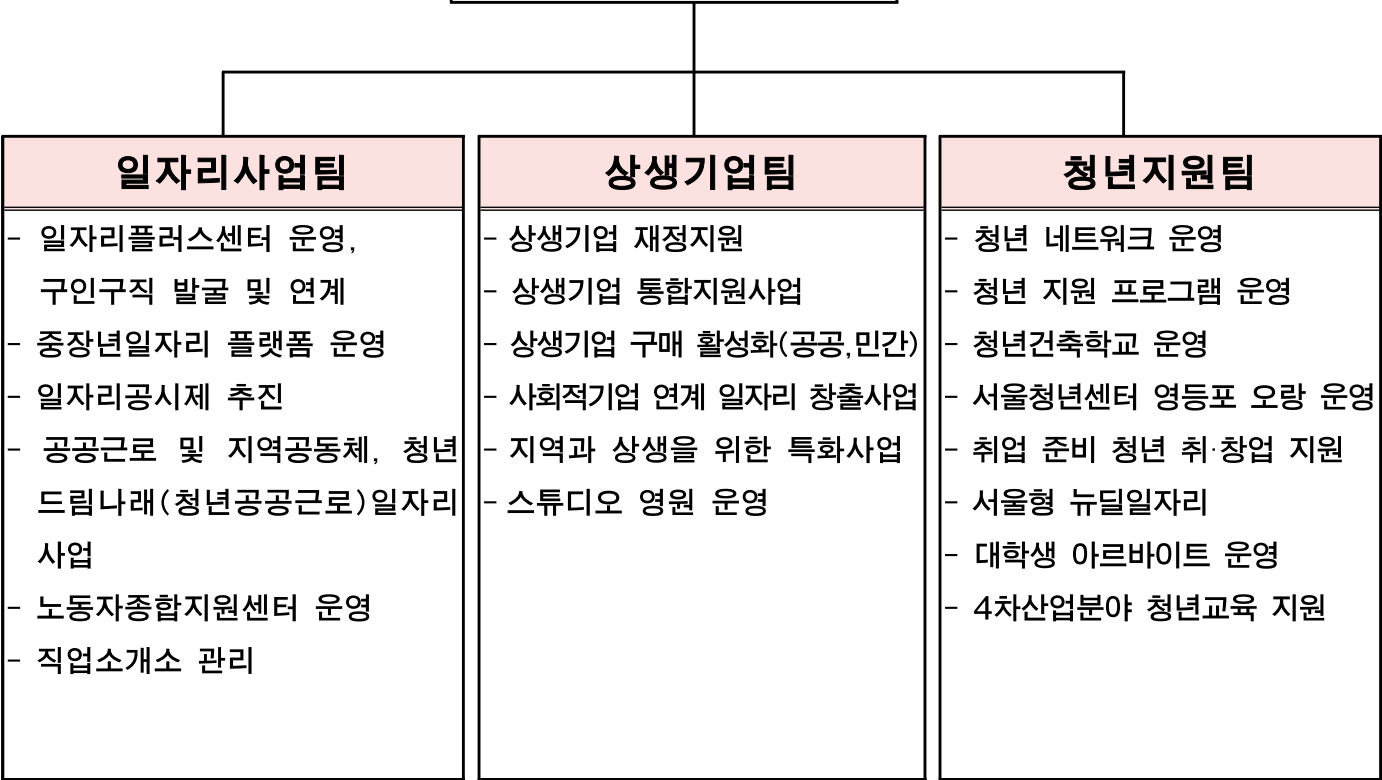 일자리사업팀
- 일자리플러스센터 운영,
구인구직 발굴 및 연계
- 중장년일자리 플랫폼 운영
- 일자리공시제 추진
- 공공근로 및 지역공동체, 청년
드림나래(청년공공근로)일자리
사업
- 노동자종합지원센터 운영
- 직업소개소 관리
상생기업팀
- 상생기업 재정지원
- 상생기업 통합지원사업
- 상생기업 구매 활성화(공공,민간)
- 사회적기업 연계 일자리 창출사업
- 지역과 상생을 위한 특화사업
- 스튜디오 영원 운영
청년지원팀
- 청년 네트워크 운영
- 청년 지원 프로그램 운영
- 청년건축학교 운영
- 서울청년센터 영등포 오랑 운영
- 취업 준비 청년 취·창업 지원
- 서울형 뉴딜일자리
- 대학생 아르바이트 운영
- 4차산업분야 청년교육 지원